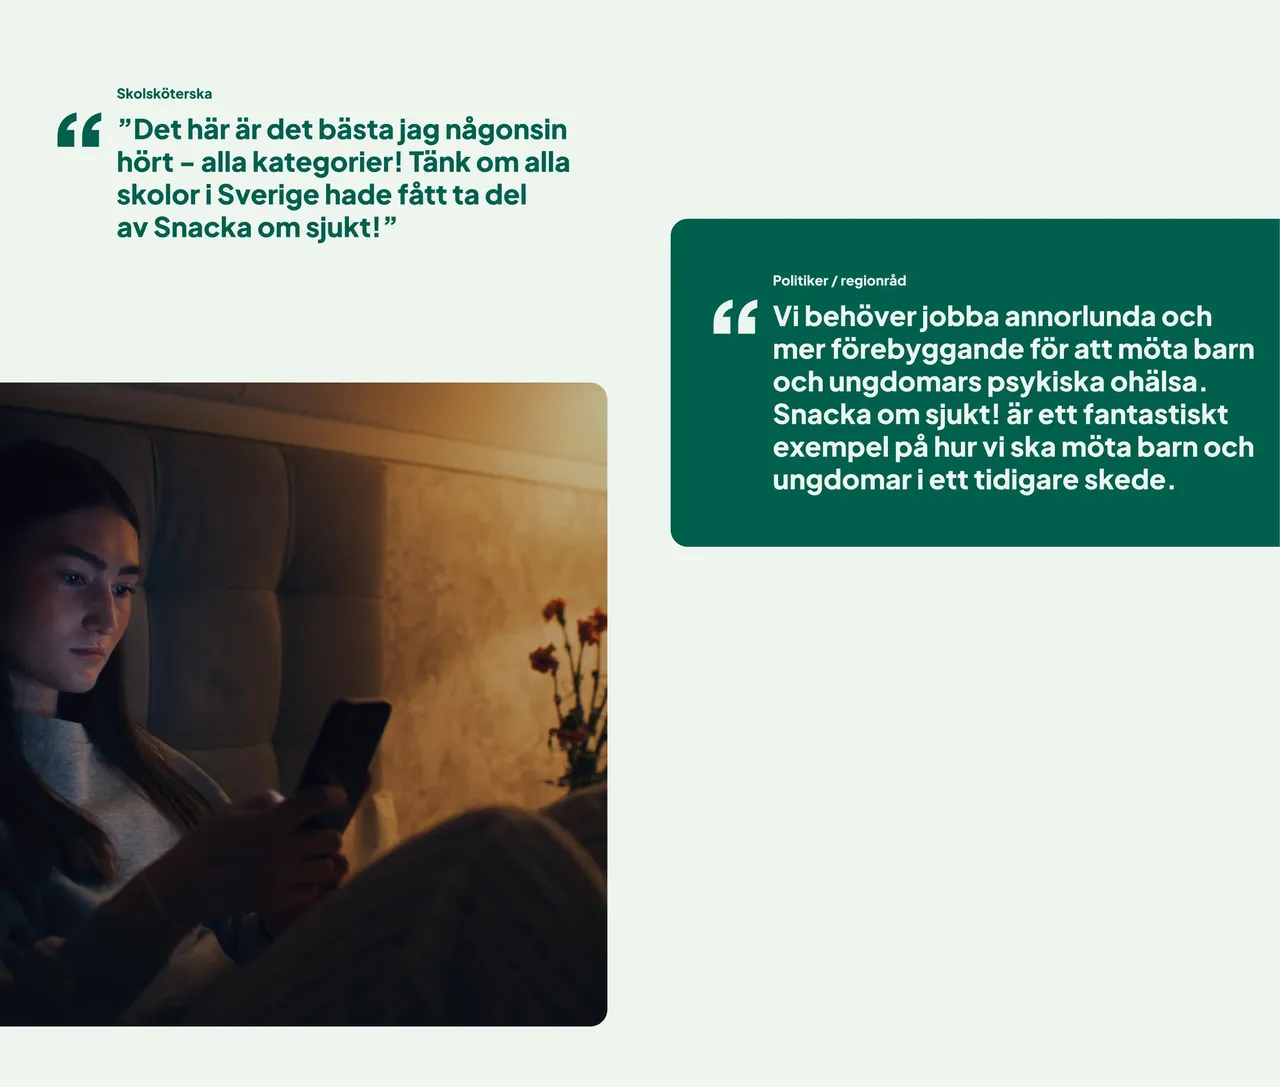 Skolsköterska
”Det här är det bästa jag någonsin
hört – alla kategorier! Tänk om alla
skolor i Sverige hade fått ta del
av Snacka om sjukt!”
Politiker / regionråd
Vi behöver jobba annorlunda och
mer förebyggande för att möta barn
och ungdomars psykiska ohälsa.
Snacka om sjukt! är ett fantastiskt
exempel på hur vi ska möta barn och
ungdomar i ett tidigare skede.